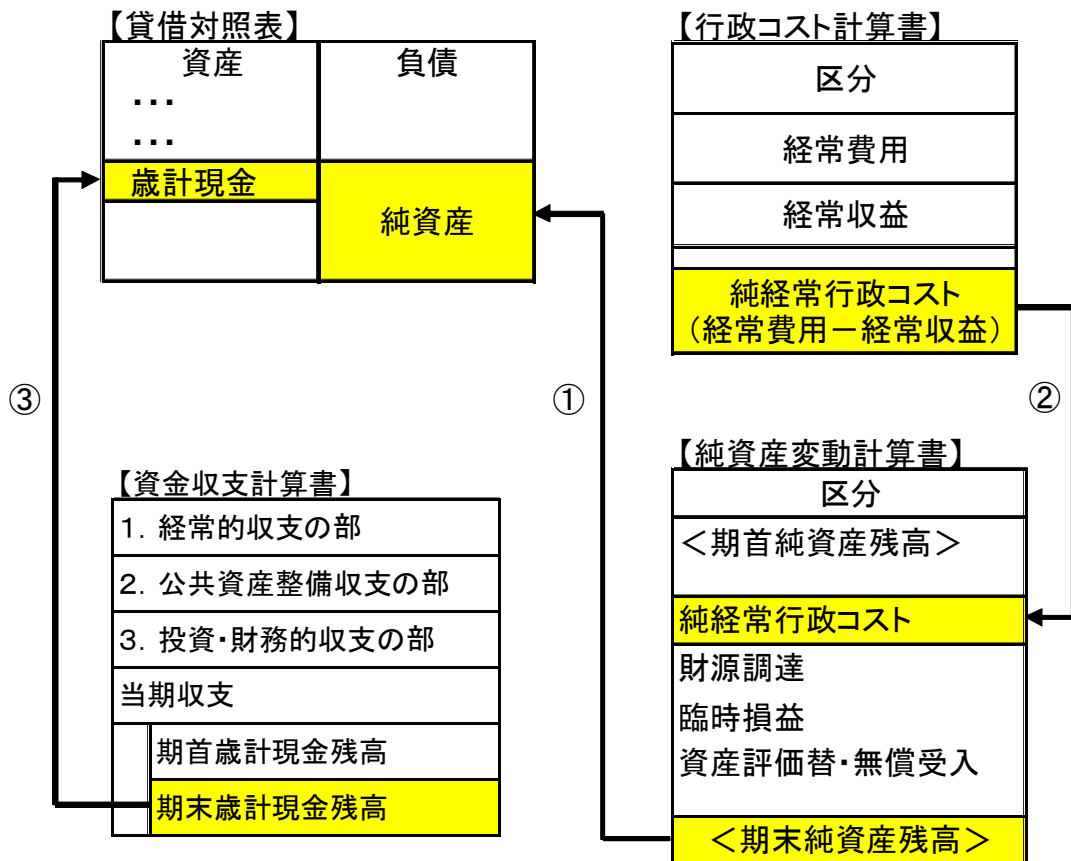 【貸借対照表】
資産
負債
・・・
・・・
歳計現金
純資産
【行政コスト計算書】
区分
経常費用
経常収益
純経常行政コスト
（経常費用－経常収益）
③
①
②
【資金収支計算書】
1．経常的収支の部
2．公共資産整備収支の部
3．投資・財務的収支の部
当期収支
期首歳計現金残高
期末歳計現金残高
【純資産変動計算書】
区分
＜期首純資産残高＞
純経常行政コスト
財源調達
臨時損益
資産評価替・無償受入
＜期末純資産残高＞